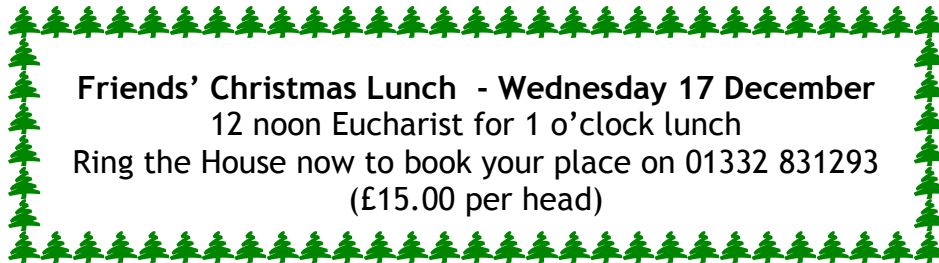 Friends’ Christmas Lunch  - Wednesday 17 December
12 noon Eucharist for 1 o’clock lunch
Ring the House now to book your place on 01332 831293
(£15.00 per head)